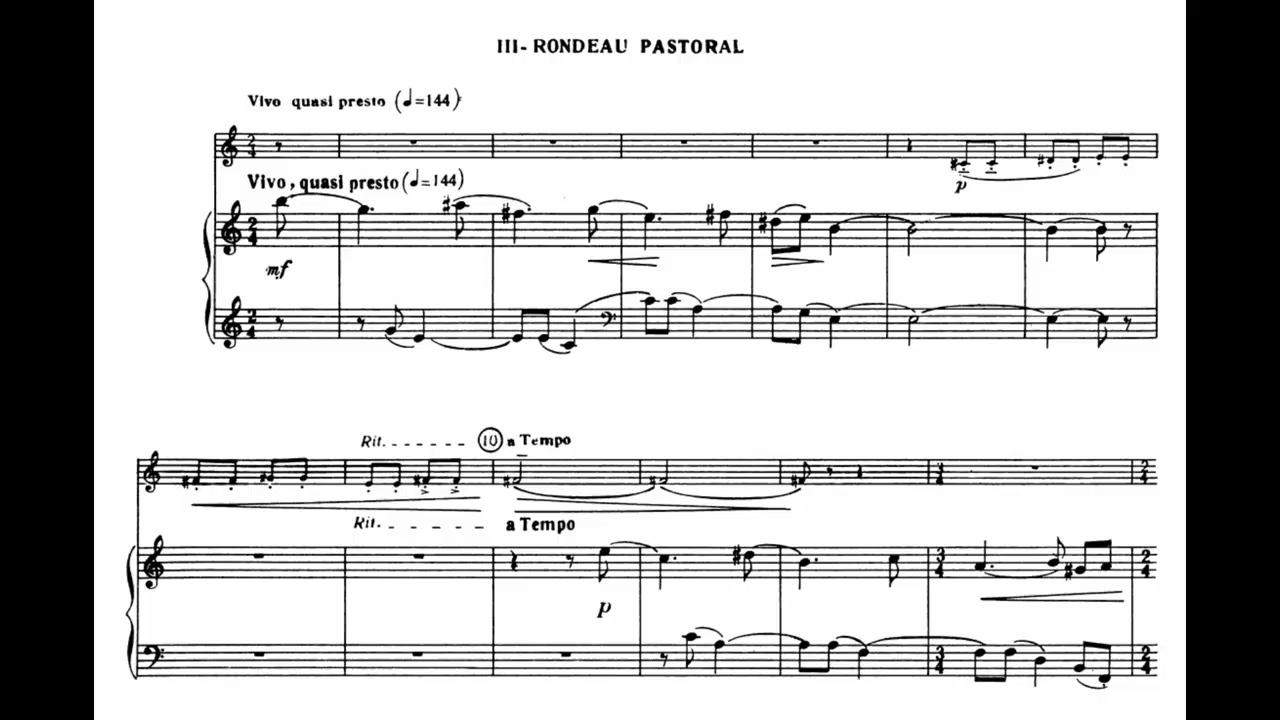 III- RONDEAU PASTORAL
Vivo quasi presto (♩=144)
Vivo, quasi presto (♩=144)
p
mf
Rit. 10 a Tempo
Rit. a Tempo
p